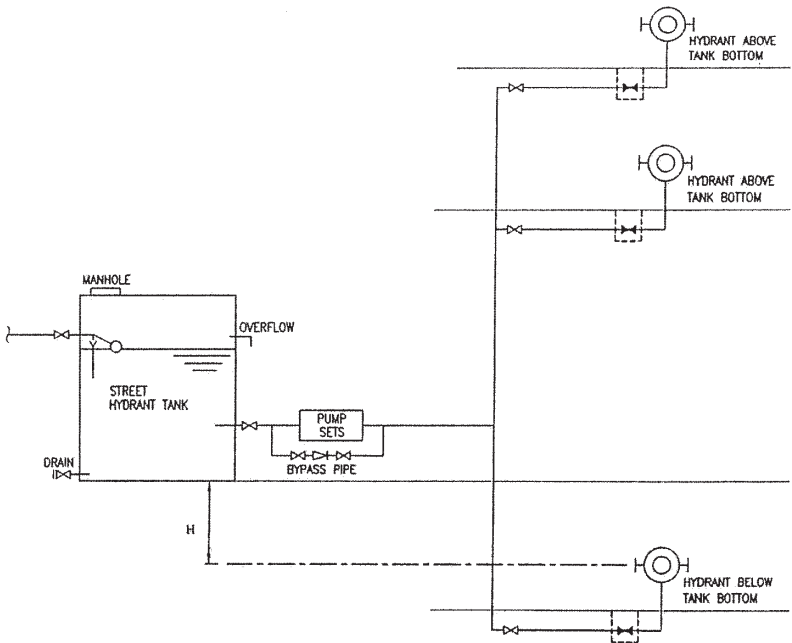 HYDRANT ABOVE
TANK BOTTOM
HYDRANT ABOVE
TANK BOTTOM
MANHOLE
OVERFLOW
STREET
HYDRANT TANK
PUMP
SETS
BYPASS PIPE
DRAIN
H
HYDRANT BELOW
TANK BOTTOM